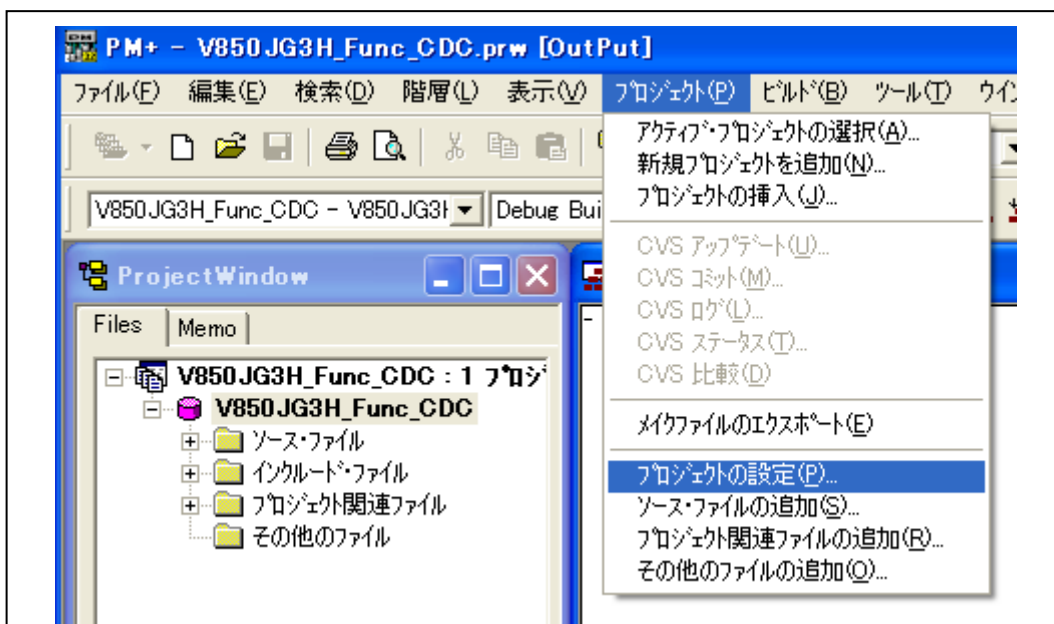 PM+ - V850JG3H_Func_CDC.prw [OutPut]
ファイル(F) 編集(E) 検索(D) 階層(L) 表示(V) プロジェクト(P) ビルド(B) ツール(T) ウイン
アクティブ・プロジェクトの選択(A)...
新規プロジェクトを追加(N)...
プロジェクトの挿入(J)...
V850JG3H_Func_CDC - V850JG3H Debug Bui
CVS アップデート(U)...
CVS コミット(M)...
CVS ログ(L)...
CVS ステータス(T)...
CVS 比較(D)
メイクファイルのエクスポート(E)
プロジェクトの設定(P)...
ソース・ファイルの追加(S)...
プロジェクト関連ファイルの追加(R)...
その他のファイルの追加(O)...
ProjectWindow
Files Memo
V850JG3H_Func_CDC : 1 プロジ
V850JG3H_Func_CDC
ソース・ファイル
インクルード・ファイル
プロジェクト関連ファイル
その他のファイル